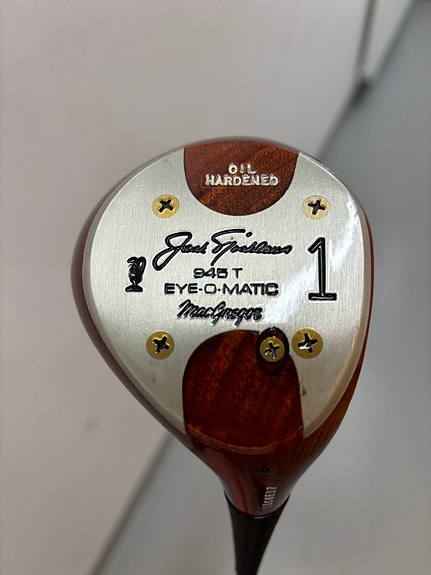 OIL
HARDENED
Jack Nicklaus
945 T
EYE-O-MATIC
MacGregor
1